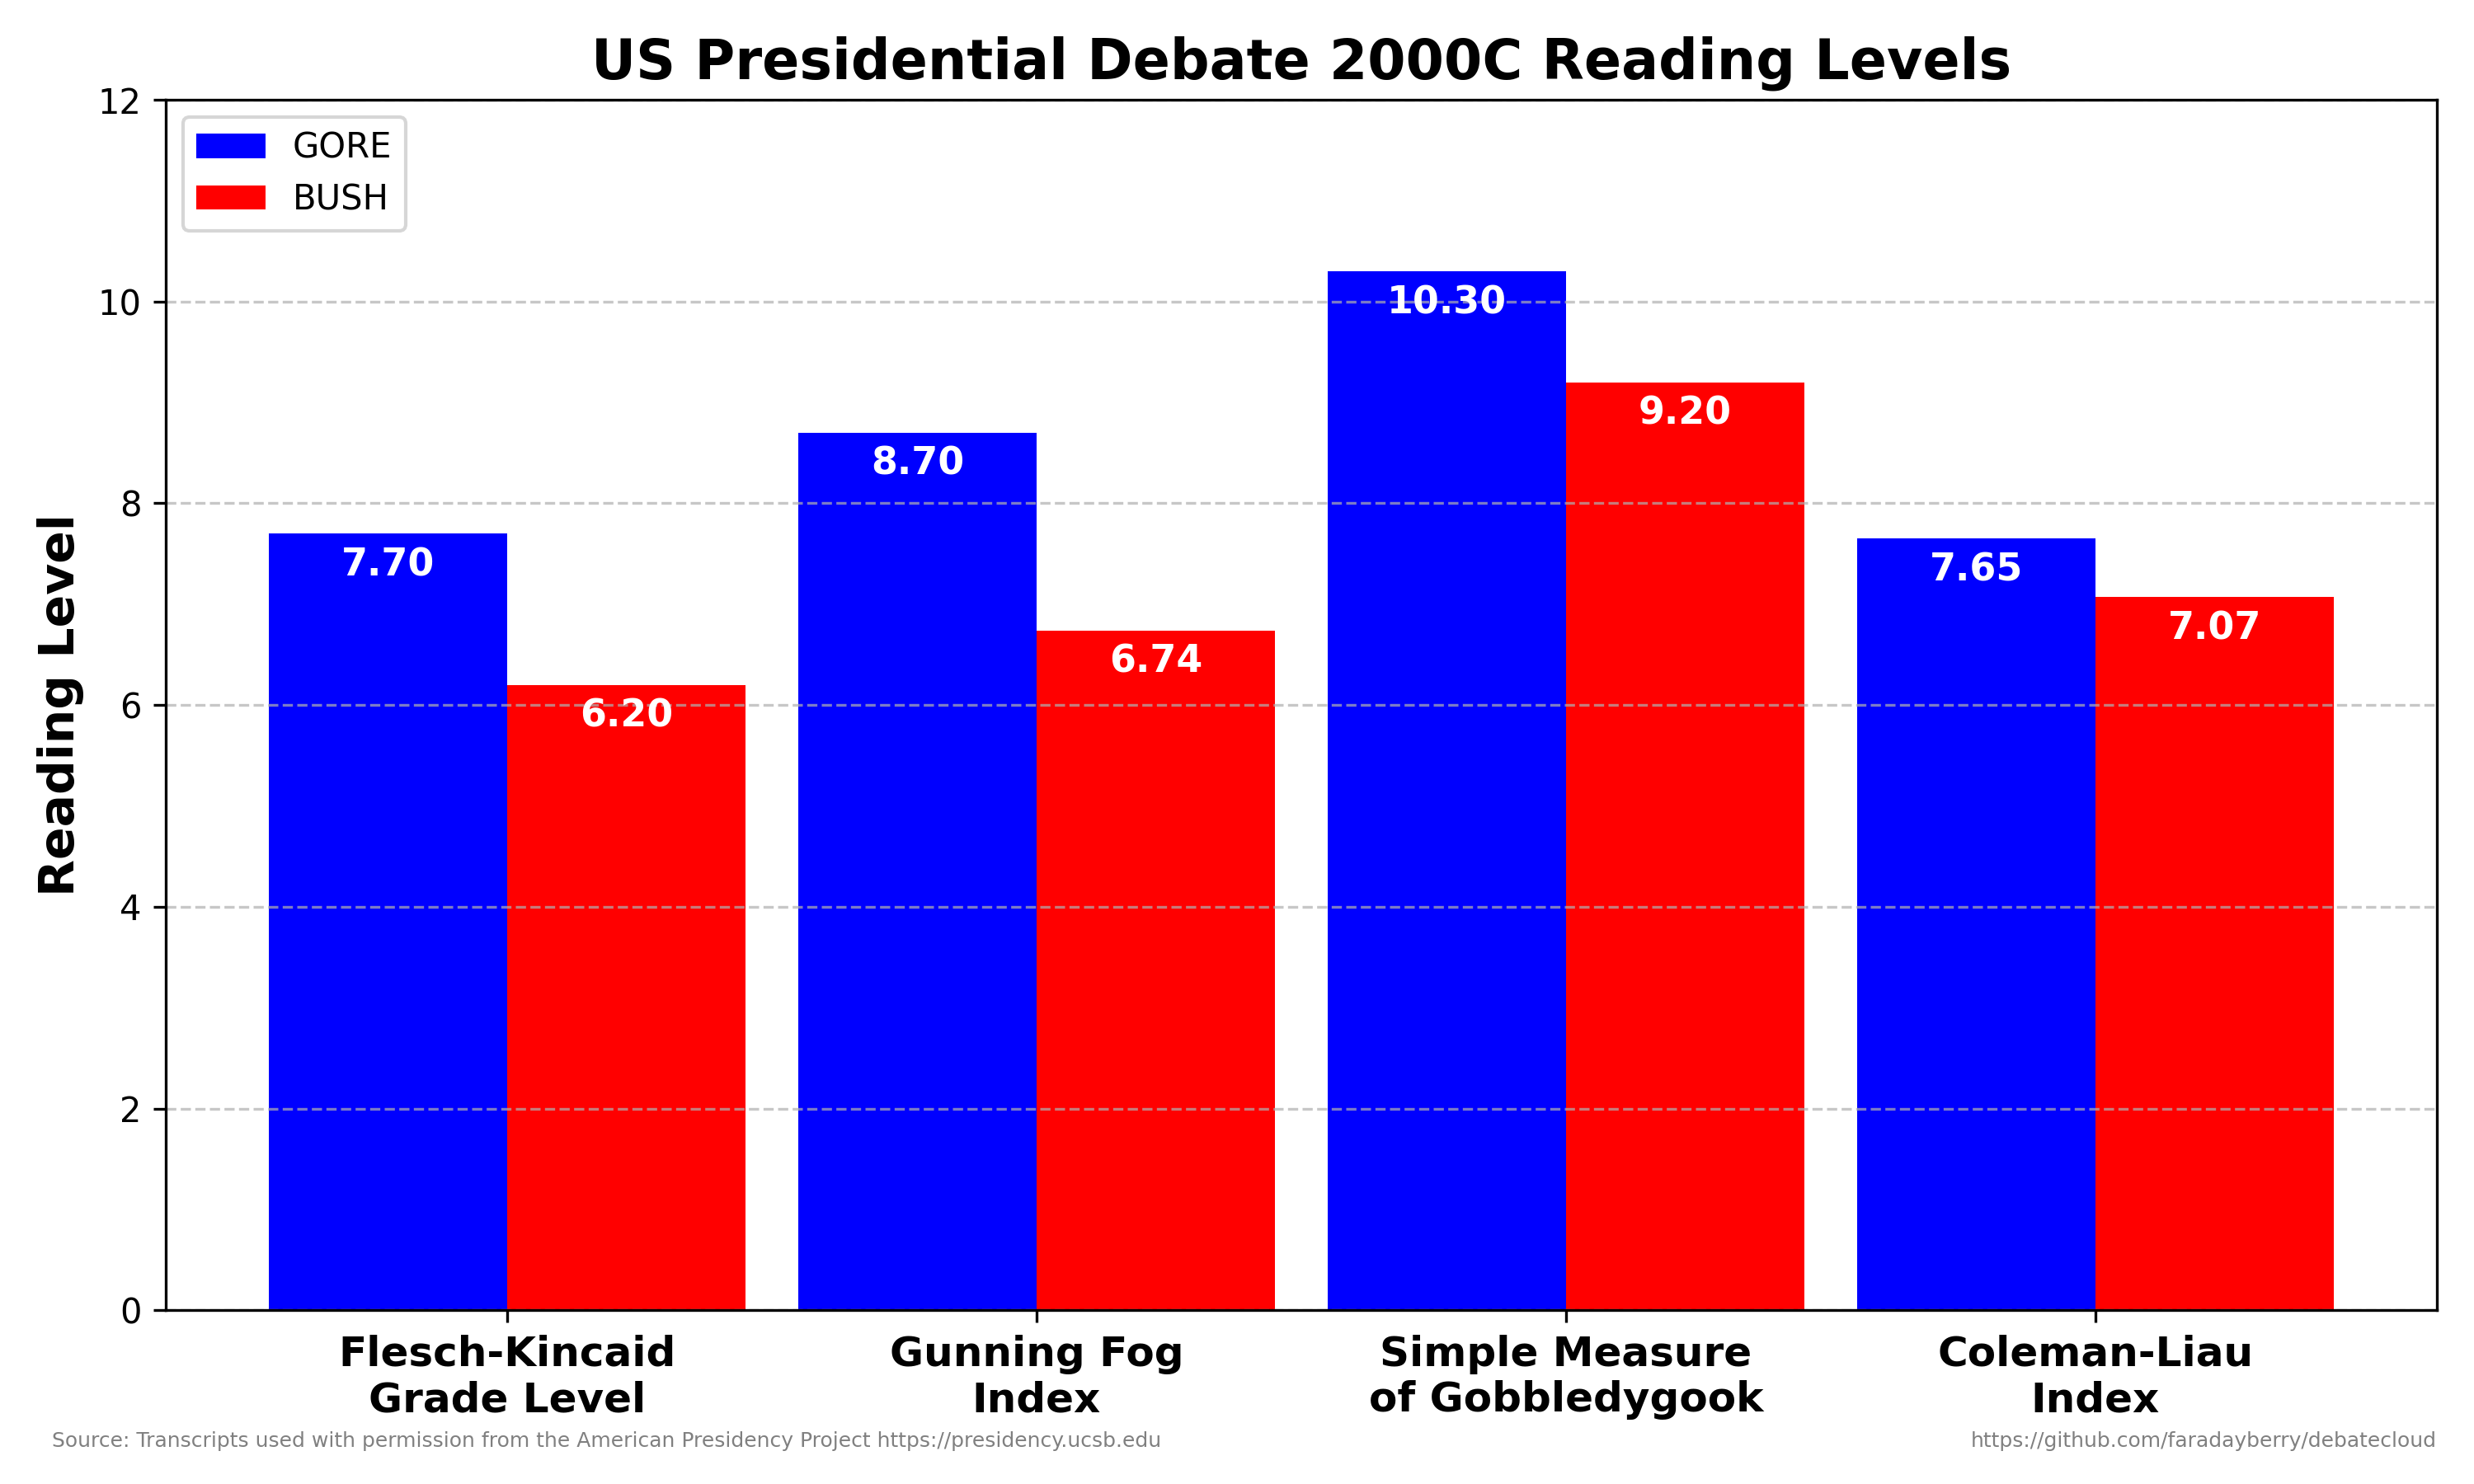 US Presidential Debate 2000C Reading Levels
12
10
8
6
4
2
0
Reading Level
GORE
BUSH
7.70
6.20
8.70
6.74
10.30
9.20
7.65
7.07
Flesch-Kincaid
Grade Level
Gunning Fog
Index
Simple Measure
of Gobbledygook
Coleman-Liau
Index
Source: Transcripts used with permission from the American Presidency Project https://presidency.ucsb.edu
https://github.com/faradayberry/debatecloud